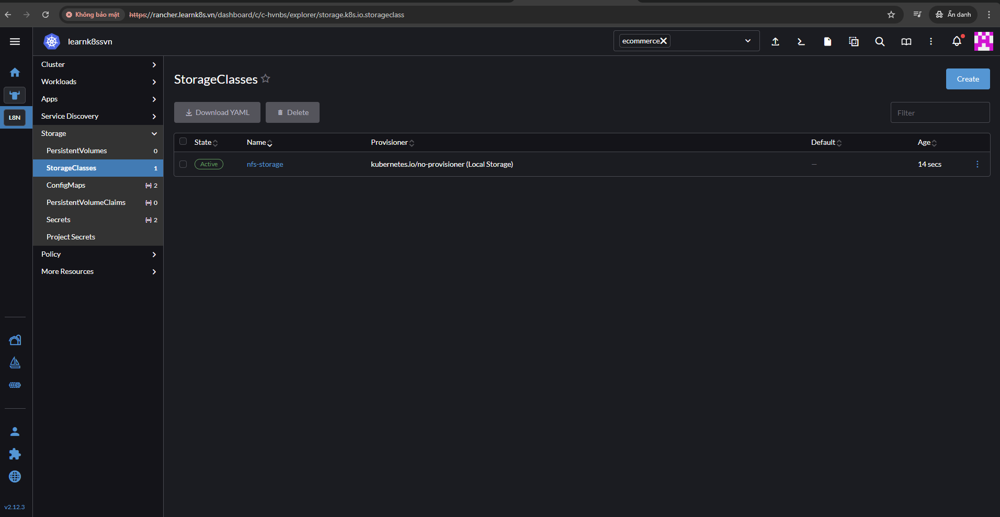 Không bảo mật https://rancher.learnk8s.vn/dashboard/c/c-hvnbs/explorer/storage.k8s.io.storageclass Ẩn danh
learnk8ssvn ecommerce
L8N
Cluster
Workloads
Apps
Service Discovery
Storage
PersistentVolumes 0
StorageClasses 1
ConfigMaps 2
PersistentVolumeClaims 0
Secrets 2
Project Secrets
Policy
More Resources
v2.12.3
StorageClasses Create
Download YAML Delete Filter
State Name Provisioner Default Age
Active nfs-storage kubernetes.io/no-provisioner (Local Storage) — 14 secs